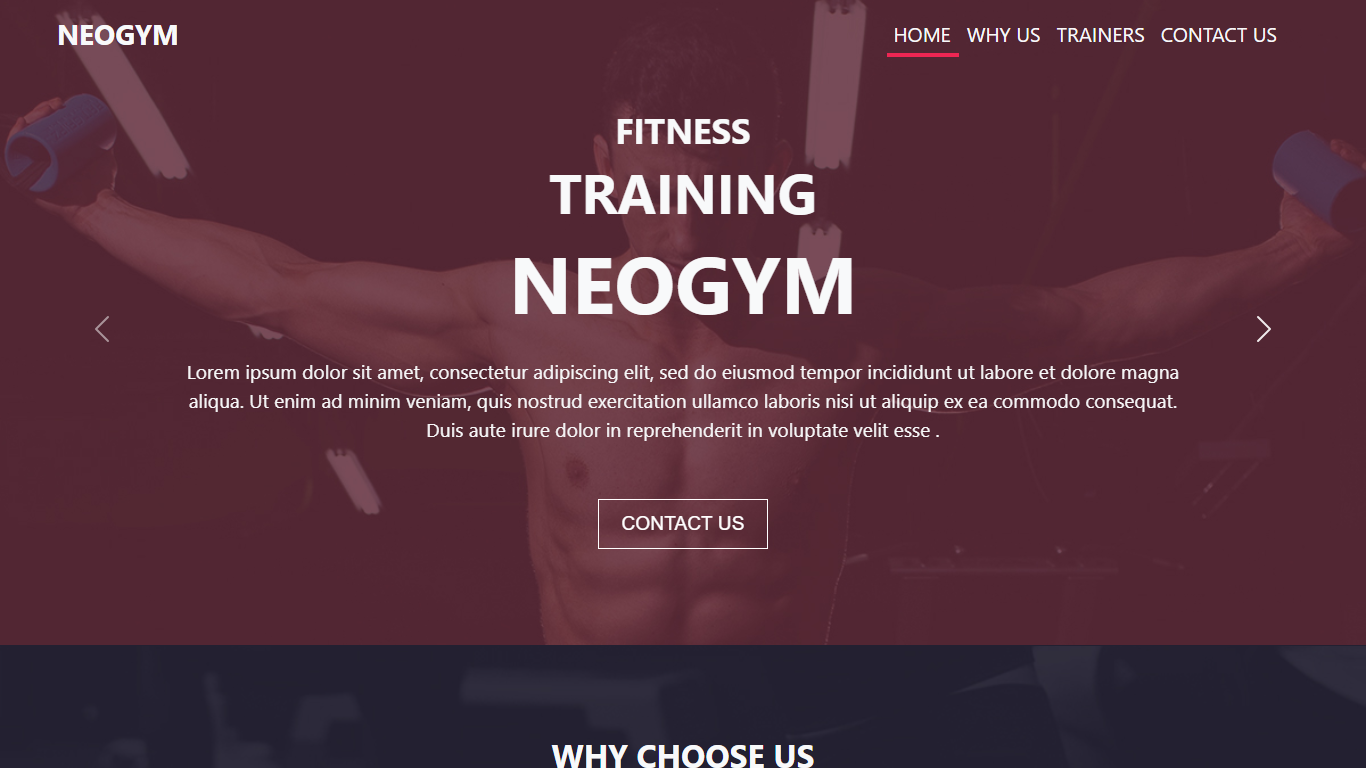 NEOGYM
HOME WHY US TRAINERS CONTACT US
FITNESS
TRAINING
NEOGYM
Lorem ipsum dolor sit amet, consectetur adipiscing elit, sed do eiusmod tempor incididunt ut labore et dolore magna
aliqua. Ut enim ad minim veniam, quis nostrud exercitation ullamco laboris nisi ut aliquip ex ea commodo consequat.
Duis aute irure dolor in reprehenderit in voluptate velit esse .
CONTACT US
WHY CHOOSE US